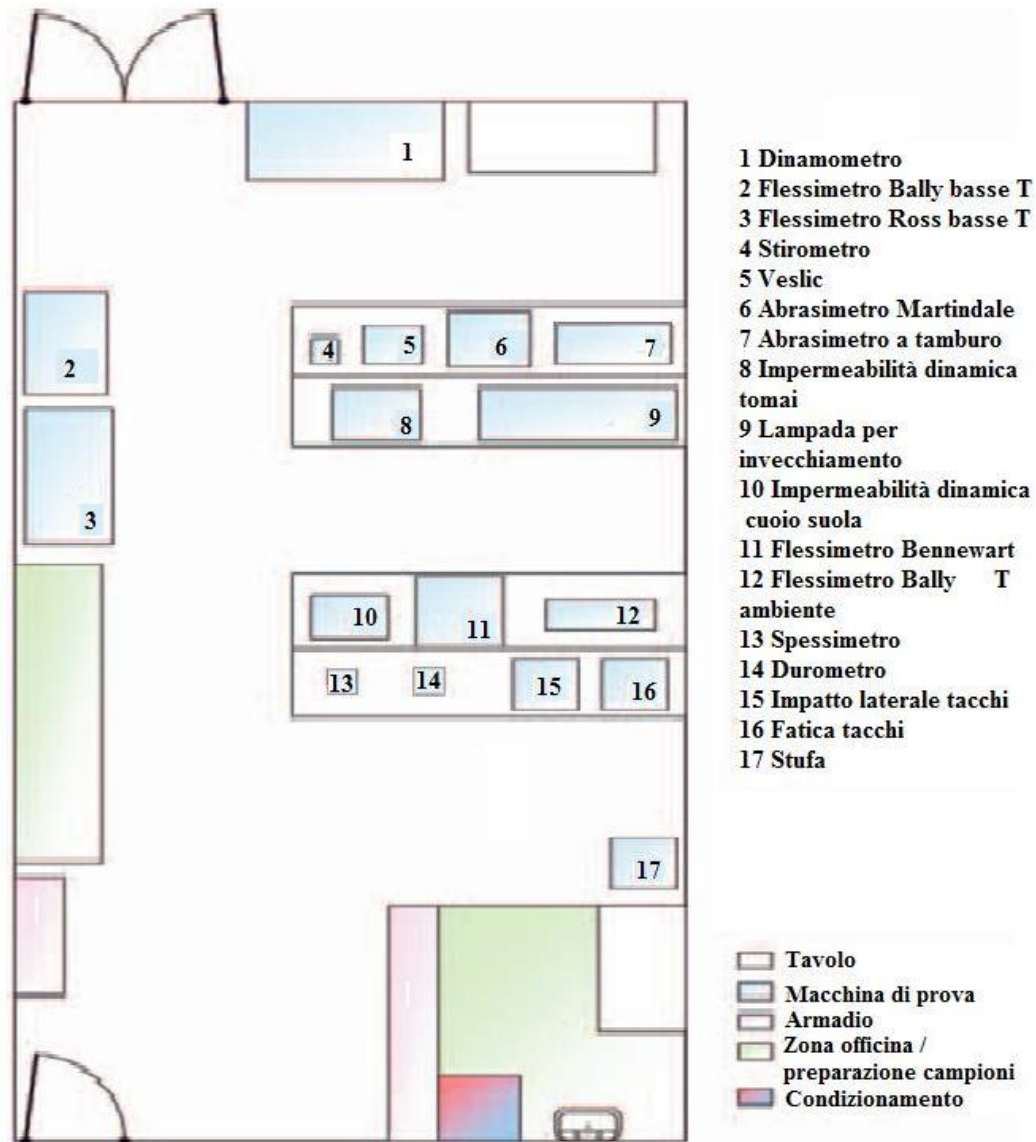 1
1 Dinamometro
2 Flessimetro Bally basse T
3 Flessimetro Ross basse T
4 Stirometro
5 Veslic
6 Abrasimetro Martindale
7 Abrasimetro a tamburo
8 Impermeabilità dinamica
tomai
9 Lampada per
invecchiamento
10 Impermeabilità dinamica
cuoio suola
11 Flessimetro Bennewart
12 Flessimetro Bally T
ambiente
13 Spessimetro
14 Durometro
15 Impatto laterale tacchi
16 Fatica tacchi
17 Stufa
2
3
4 5 6 7
8 9
10 11 12
13 14 15 16
17
Tavolo
Macchina di prova
Armadio
Zona officina /
preparazione campioni
Condizionamento